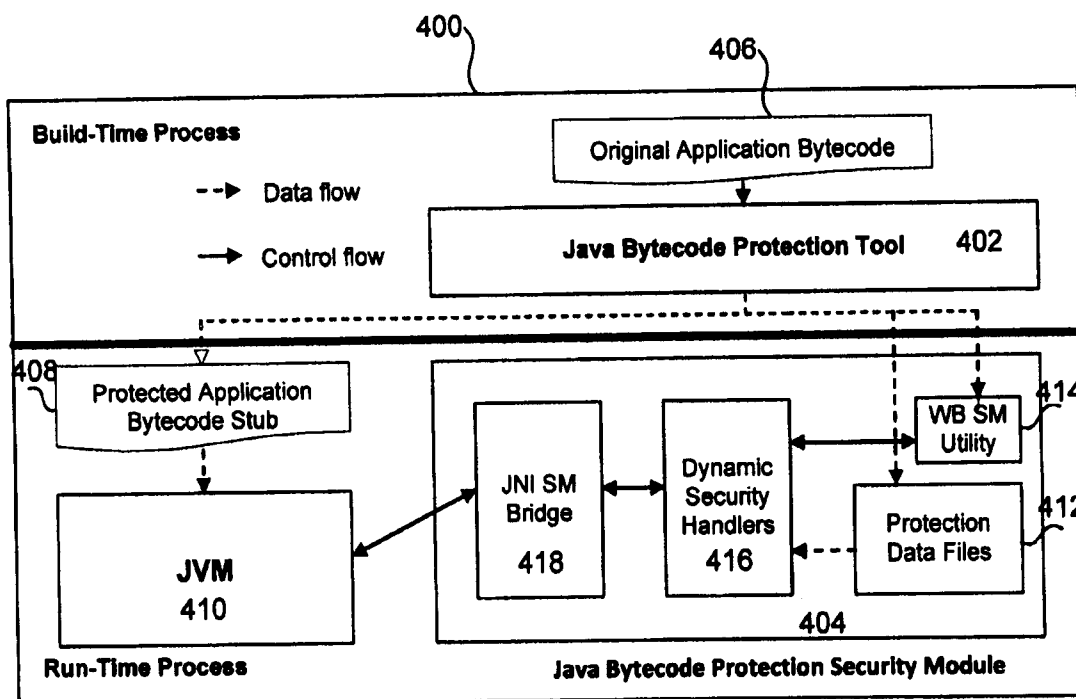 400
406
Build-Time Process
Original Application Bytecode
Data flow
Java Bytecode Protection Tool 402
Control flow
408
Protected Application
Bytecode Stub
414
WB SM
Utility
JNI SM
Bridge
418
Dynamic
Security
Handlers
416
412
Protection
Data Files
JVM
410
404
Run-Time Process
Java Bytecode Protection Security Module